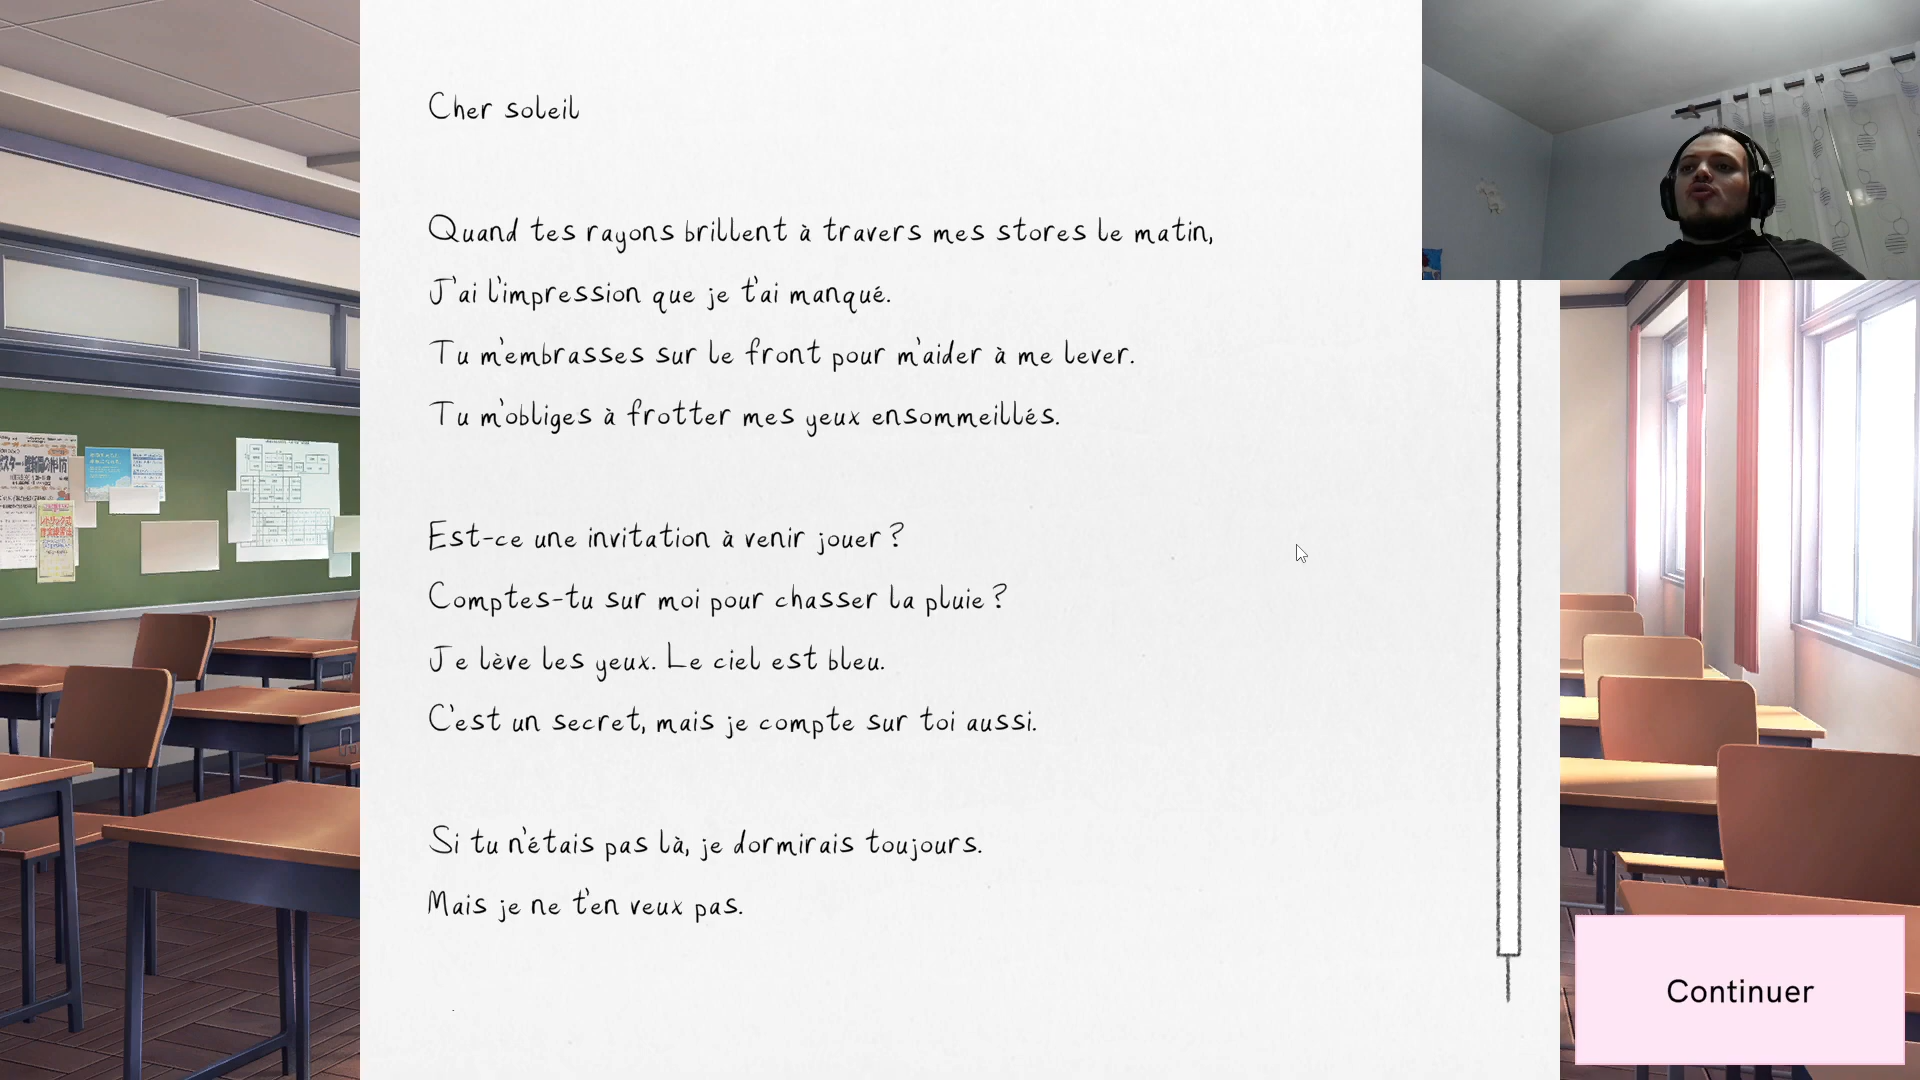 Cher soleil
Quand tes rayons brillent à travers mes stores le matin,
J'ai l'impression que je t'ai manqué.
Tu m'embrasses sur le front pour m'aider à me lever.
Tu m'obliges à frotter mes yeux ensommeillés.
Est-ce une invitation à venir jouer ?
Comptes-tu sur moi pour chasser la pluie ?
Je lève les yeux. Le ciel est bleu.
C'est un secret, mais je compte sur toi aussi.
Si tu n'étais pas là, je dormirais toujours.
Mais je ne t'en veux pas.
Continuer